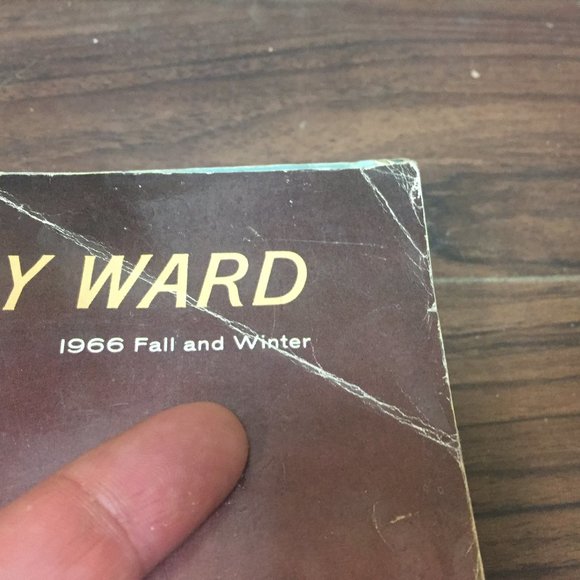 Y WARD
1966 Fall and Winter